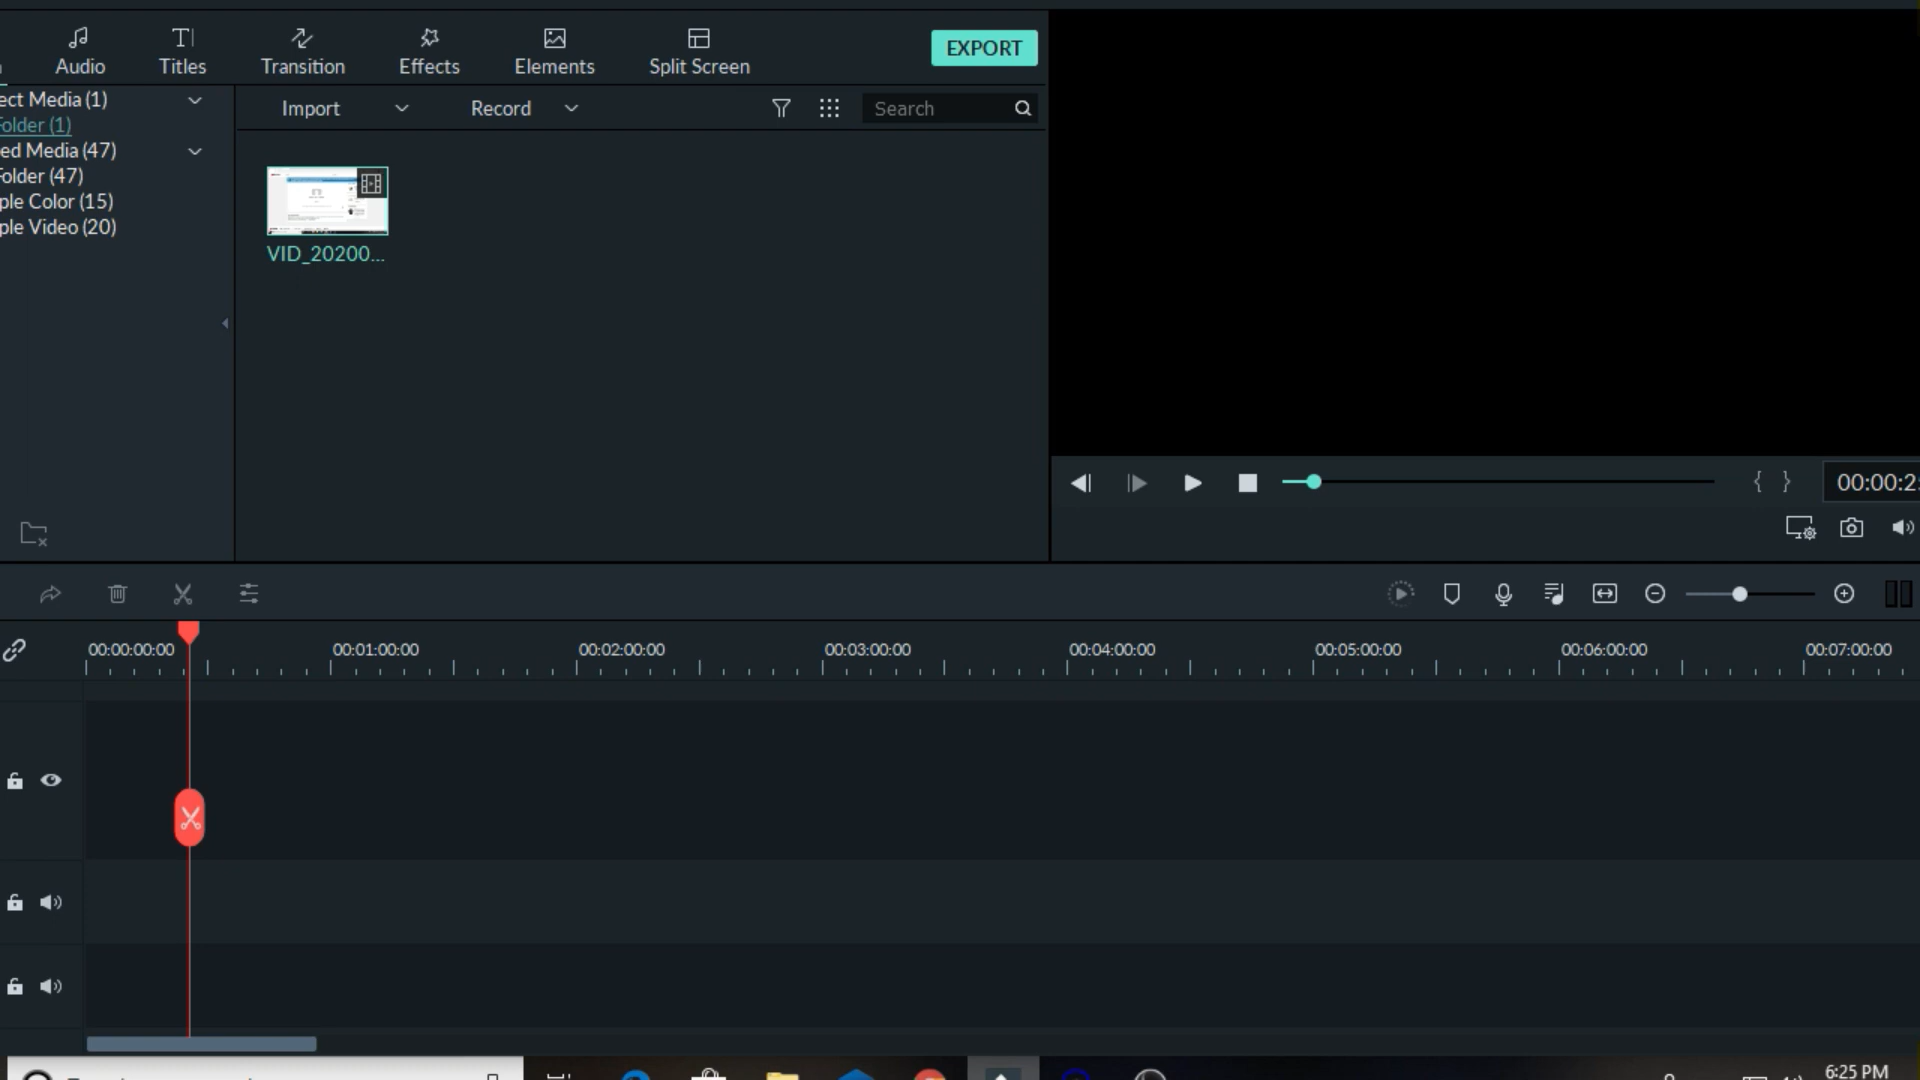 Audio
Titles
Transition
Effects
Elements
Split Screen
EXPORT
ect Media (1)
Folder (1)
ed Media (47)
Folder (47)
ple Color (15)
ple Video (20)
Import
Record
Search
VID_20200...
{ }
00:00:2
00:00:00:00
00:01:00:00
00:02:00:00
00:03:00:00
00:04:00:00
00:05:00:00
00:06:00:00
00:07:00:00
6:25 PM